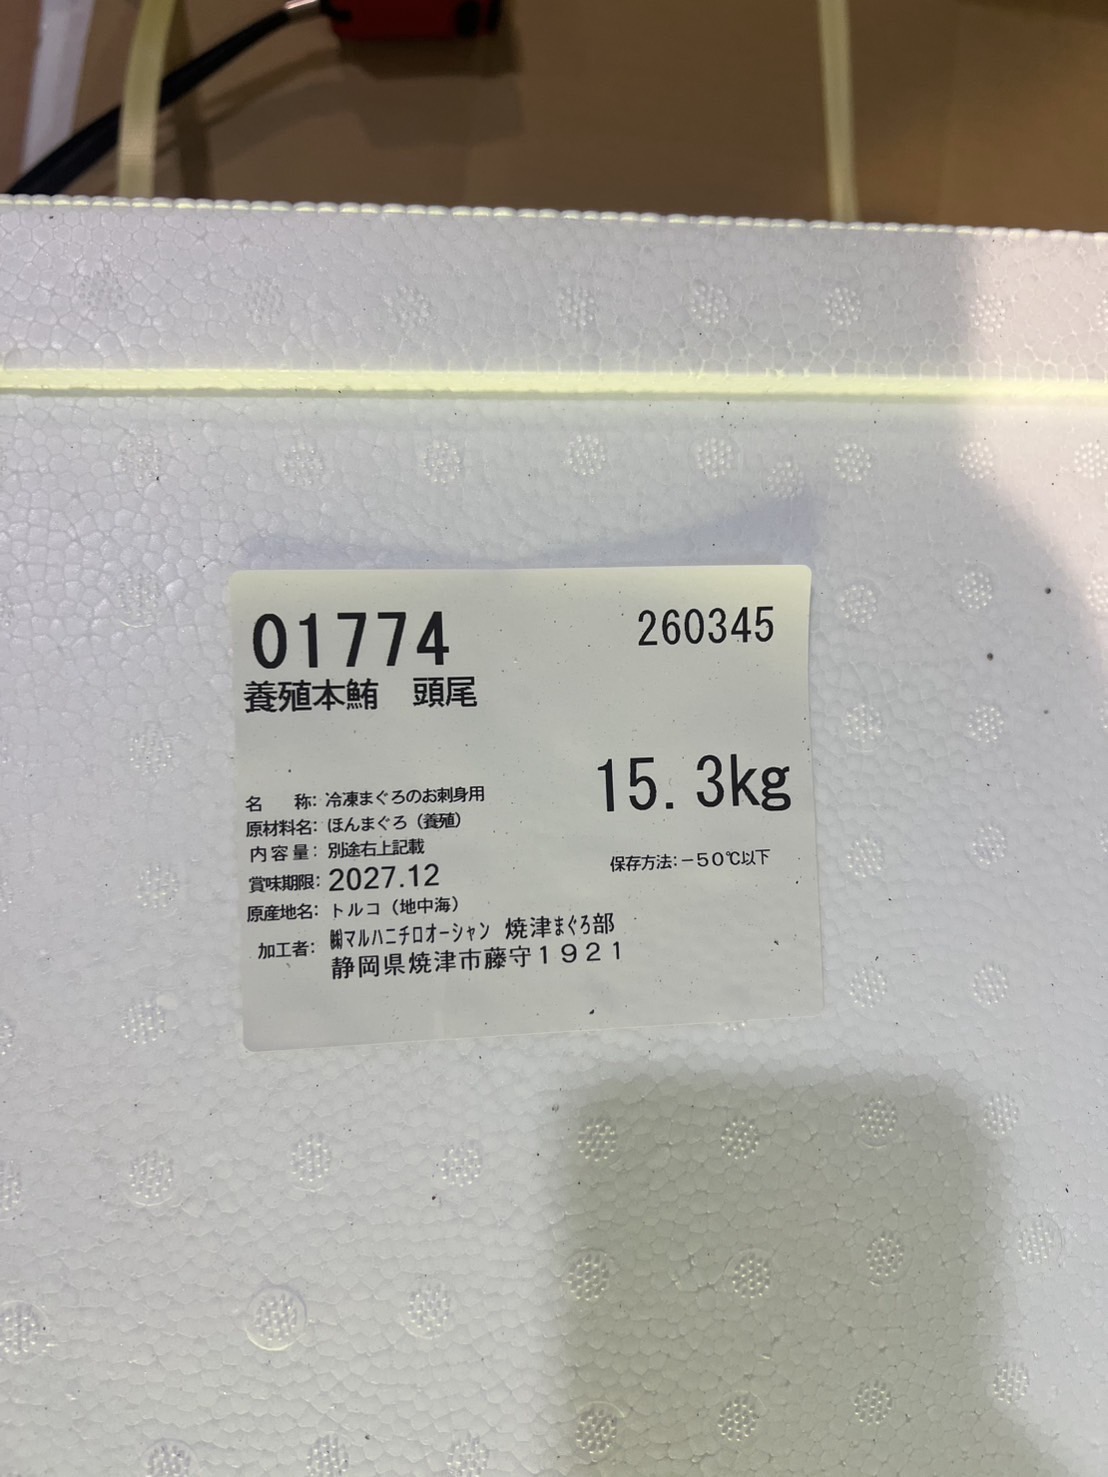 01774
260345
養殖本鮪　頭尾
15.3kg
名　　称：冷凍まぐろのお刺身用
原材料名：ほんまぐろ（養殖）
内 容 量：別途右上記載
保存方法：－５０℃以下
賞味期限：2027.12
原産地名：トルコ（地中海）
加工者：㈱マルハニチロオーシャン　焼津まぐろ部
静岡県焼津市藤守１９２１